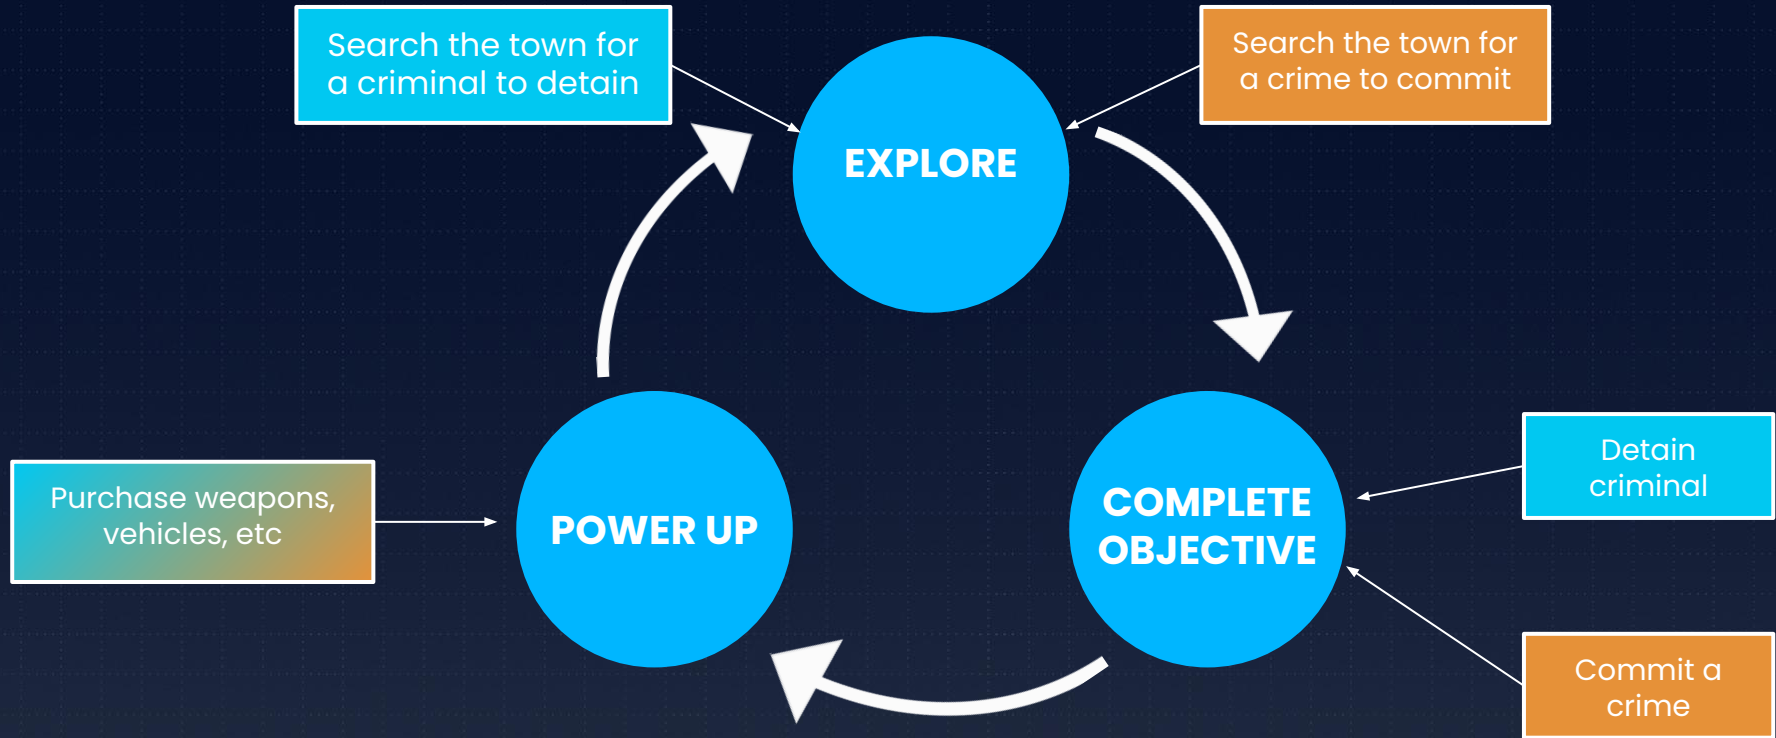 Search the town for
a criminal to detain
Search the town for
a crime to commit
EXPLORE
Purchase weapons,
vehicles, etc
POWER UP
COMPLETE
OBJECTIVE
Detain
criminal
Commit a
crime